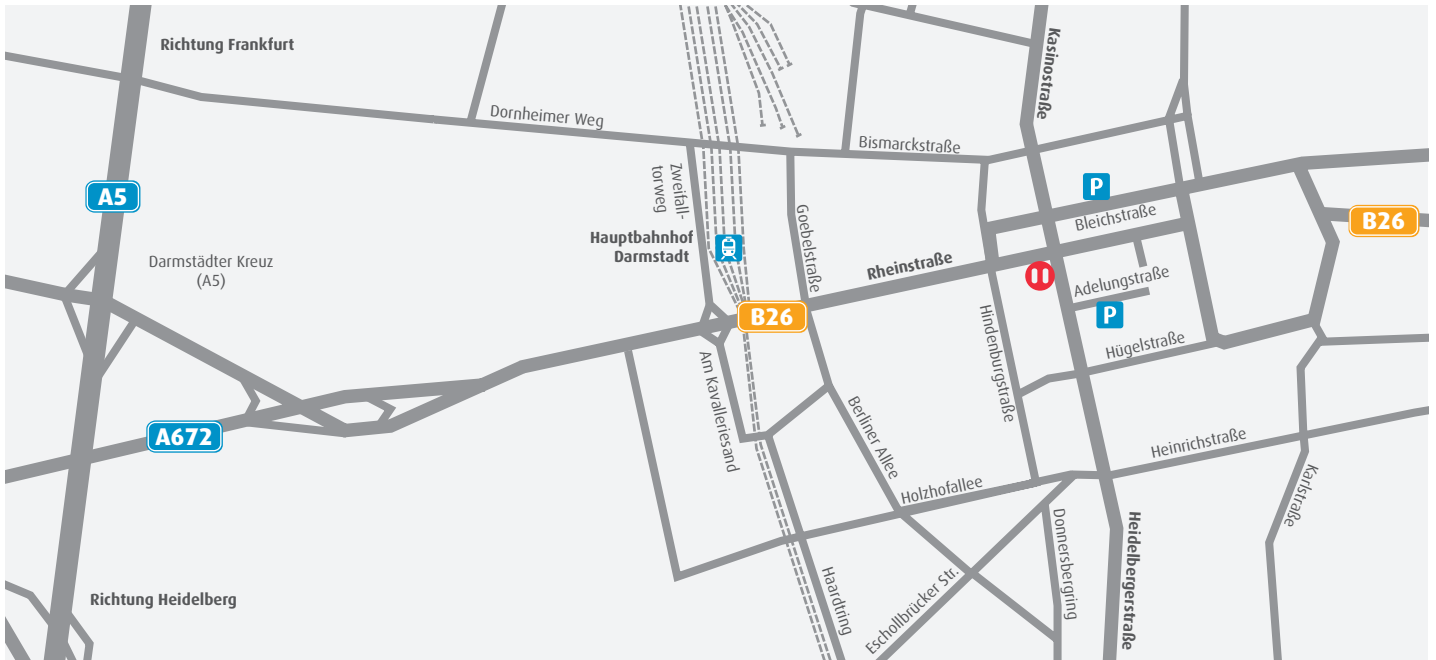 Richtung Frankfurt
Kasinostraße
Dornheimer Weg
Bismarckstraße
Zweifall-
torweg
A5
P
Goebelstraße
Bleichstraße
B26
Hauptbahnhof
Darmstadt
Darmstädter Kreuz
(A5)
Rheinstraße
Adelungstraße
B26
P
Hindenburgstraße
Hügelstraße
Am Kavalleriesand
Berliner Allee
A672
Heinrichstraße
Holzhofallee
Karlstraße
Donnersbergring
Heidelbergerstraße
Haardtring
Eschollbrücker Str.
Richtung Heidelberg